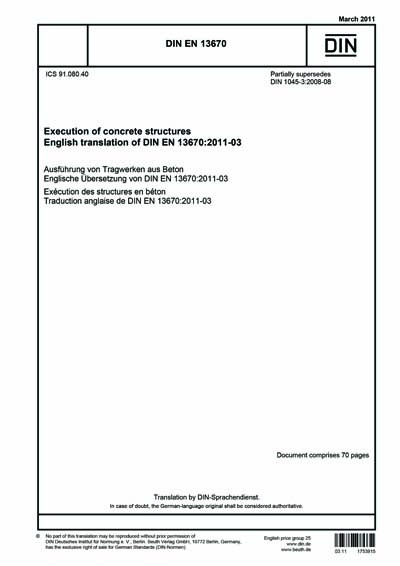 March 2011
DIN EN 13670
DIN
ICS 91.080.40
Partially supersedes
DIN 1045-3:2008-08
Execution of concrete structures
English translation of DIN EN 13670:2011-03
Ausführung von Tragwerken aus Beton
Englische Übersetzung von DIN EN 13670:2011-03
Exécution des structures en béton
Traduction anglaise de DIN EN 13670:2011-03
Document comprises 70 pages
Translation by DIN-Sprachendienst.
In case of doubt, the German-language original shall be considered authoritative.
© No part of this translation may be reproduced without prior permission of
DIN Deutsches Institut für Normung e. V., Berlin. Beuth Verlag GmbH, 10772 Berlin, Germany,
has the exclusive right of sale for German Standards (DIN-Normen)
English price group 25
www.din.de
www.beuth.de
03.11 1753915